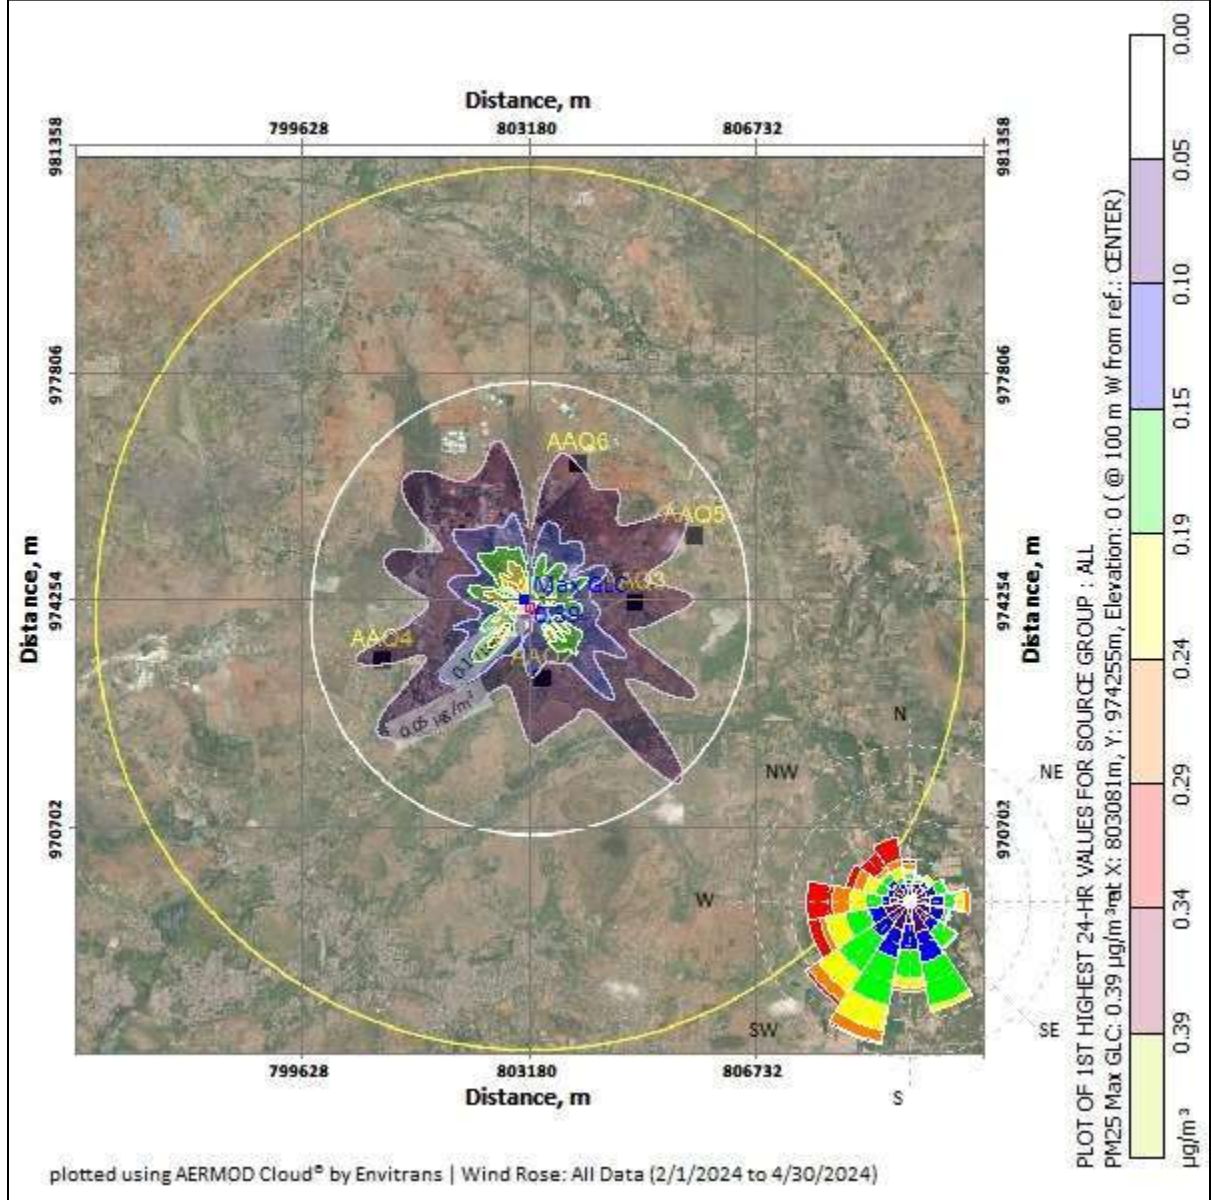 Distance, m
799628
803180
806732
981358
981358
977806
977806
974254
974254
970702
970702
Distance, m
Distance, m
AAQ6
AAQ5
Max GLC
AAQ4
0.05 µg/m³
N
NE
NW
W
SW
SE
S
799628
803180
806732
Distance, m
plotted using AERMOD Cloud® by Envitrans | Wind Rose: All Data (2/1/2024 to 4/30/2024)
PLOT OF 1ST HIGHEST 24-HR VALUES FOR SOURCE GROUP : ALL
PM25 Max GLC: 0.39 µg/m³ at X: 803081m, Y: 974255m, Elevation: 0 ( @ 100 m W from ref.: CENTER)
0.00
0.05
0.10
0.15
0.19
0.24
0.29
0.34
0.39
µg/m³